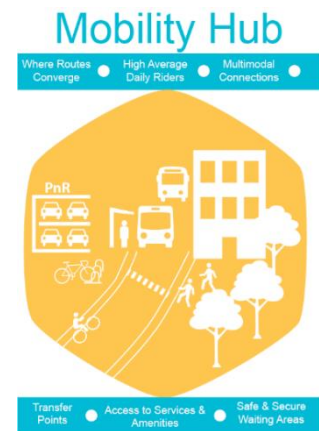 Mobility Hub
Where Routes Converge
High Average Daily Riders
Multimodal Connections
PnR
Transfer Points
Access to Services & Amenities
Safe & Secure Waiting Areas